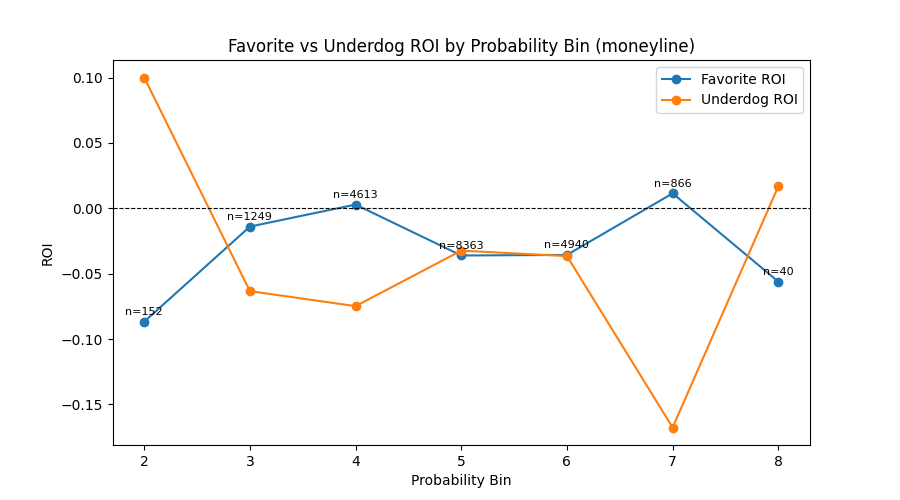 Favorite vs Underdog ROI by Probability Bin (moneyline)
Favorite ROI
Underdog ROI
0.10
0.05
0.00
−0.05
−0.10
−0.15
ROI
n=152
n=1249
n=4613
n=8363
n=4940
n=866
n=40
2 3 4 5 6 7 8
Probability Bin